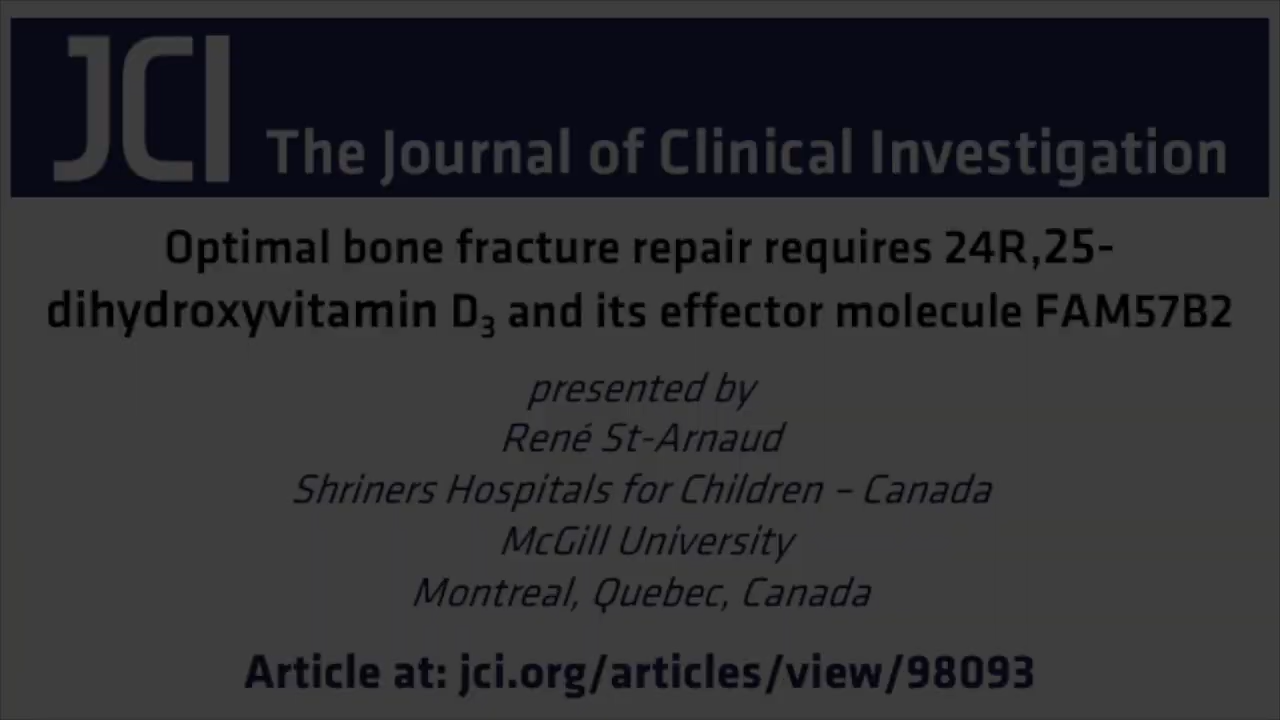 JCI The Journal of Clinical Investigation
Optimal bone fracture repair requires 24R,25-
dihydroxyvitamin D₃ and its effector molecule FAM57B2
presented by
René St-Arnaud
Shriners Hospitals for Children – Canada
McGill University
Montreal, Quebec, Canada
Article at: jci.org/articles/view/98093